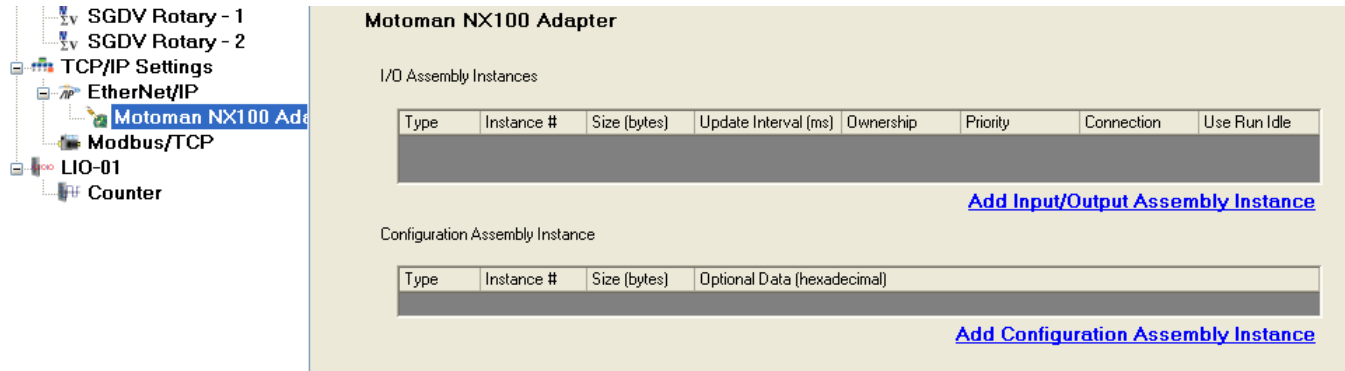 SGDV Rotary - 1
SGDV Rotary - 2
TCP/IP Settings
EtherNet/IP
Motoman NX100 Ada
Modbus/TCP
LIO-01
Counter
Motoman NX100 Adapter
I/O Assembly Instances
Type Instance # Size (bytes) Update Interval (ms) Ownership Priority Connection Use Run Idle
Add Input/Output Assembly Instance
Configuration Assembly Instance
Type Instance # Size (bytes) Optional Data (hexadecimal)
Add Configuration Assembly Instance